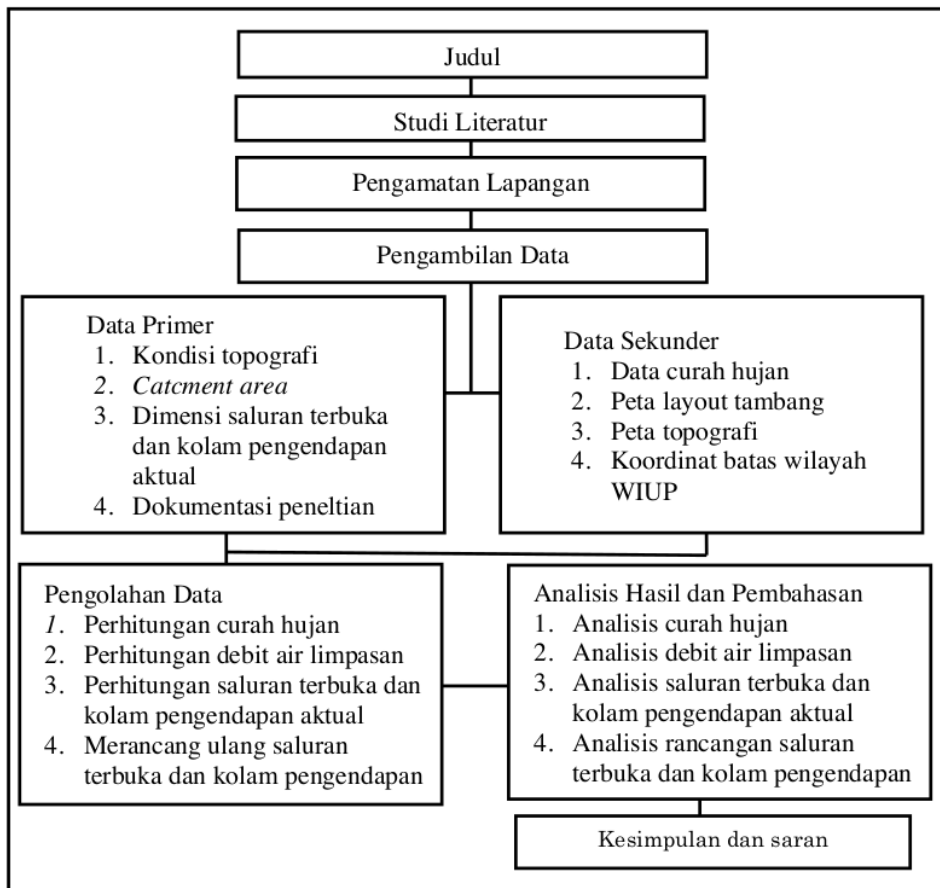 Judul
Studi Literatur
Pengamatan Lapangan
Pengambilan Data
Data Primer
1. Kondisi topografi
2. Catcment area
3. Dimensi saluran terbuka
dan kolam pengendapan
aktual
4. Dokumentasi peneltian
Data Sekunder
1. Data curah hujan
2. Peta layout tambang
3. Peta topografi
4. Koordinat batas wilayah
WIUP
Pengolahan Data
1. Perhitungan curah hujan
2. Perhitungan debit air limpasan
3. Perhitungan saluran terbuka dan
kolam pengendapan aktual
4. Merancang ulang saluran
terbuka dan kolam pengendapan
Analisis Hasil dan Pembahasan
1. Analisis curah hujan
2. Analisis debit air limpasan
3. Analisis saluran terbuka dan
kolam pengendapan aktual
4. Analisis rancangan saluran
terbuka dan kolam pengendapan
Kesimpulan dan saran